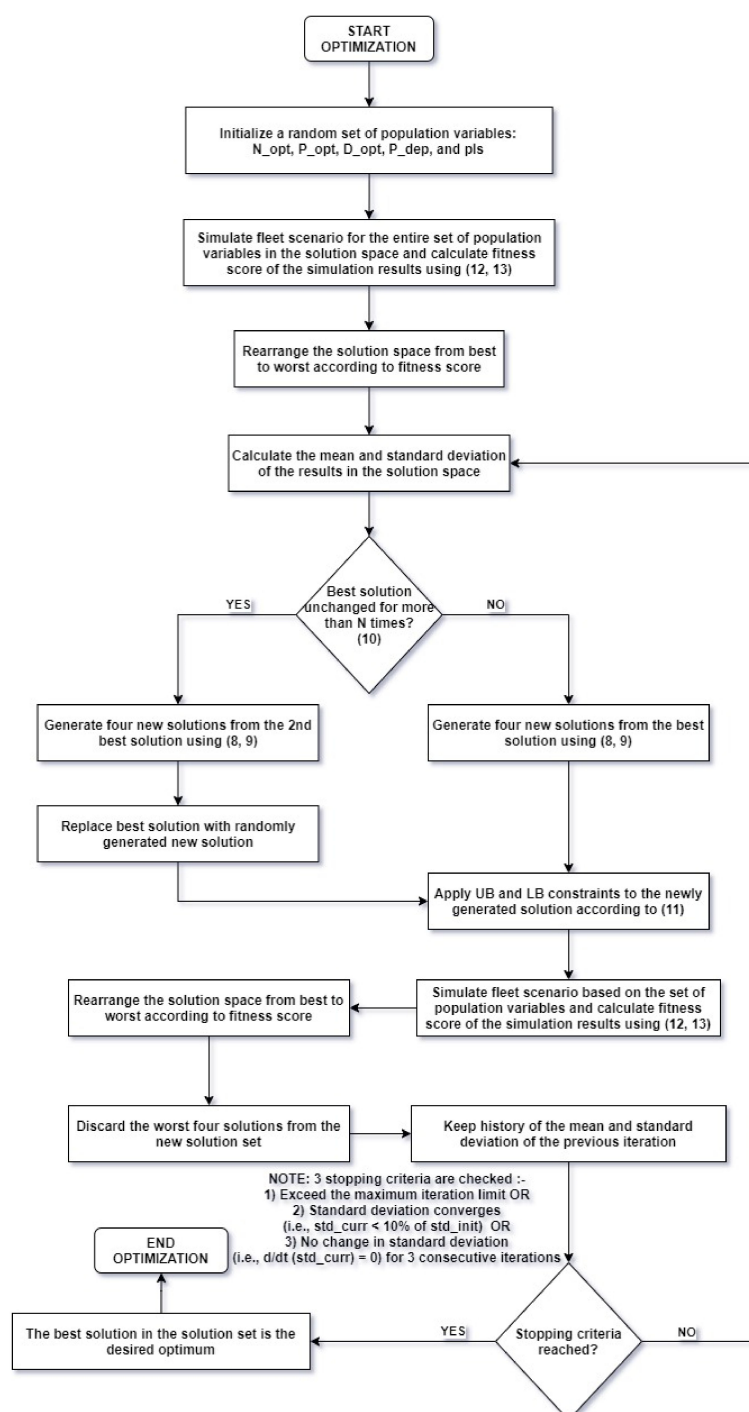 START
OPTIMIZATION
Initialize a random set of population variables:
N_opt, P_opt, D_opt, P_dep, and pls
Simulate fleet scenario for the entire set of population
variables in the solution space and calculate fitness
score of the simulation results using (12, 13)
Rearrange the solution space from best
to worst according to fitness score
Calculate the mean and standard deviation
of the results in the solution space
Best solution
unchanged for more
than N times?
(10)
YES
NO
Generate four new solutions from the 2nd
best solution using (8, 9)
Generate four new solutions from the best
solution using (8, 9)
Replace best solution with randomly
generated new solution
Apply UB and LB constraints to the newly
generated solution according to (11)
Simulate fleet scenario based on the set of
population variables and calculate fitness
score of the simulation results using (12, 13)
Rearrange the solution space from best to
worst according to fitness score
Discard the worst four solutions from the
new solution set
Keep history of the mean and standard
deviation of the previous iteration
NOTE: 3 stopping criteria are checked :-
1) Exceed the maximum iteration limit OR
2) Standard deviation converges
(i.e., std_curr < 10% of std_init) OR
3) No change in standard deviation
(i.e., d/dt (std_curr) = 0) for 3 consecutive iterations
Stopping criteria
reached?
YES
NO
The best solution in the solution set is the
desired optimum
END
OPTIMIZATION